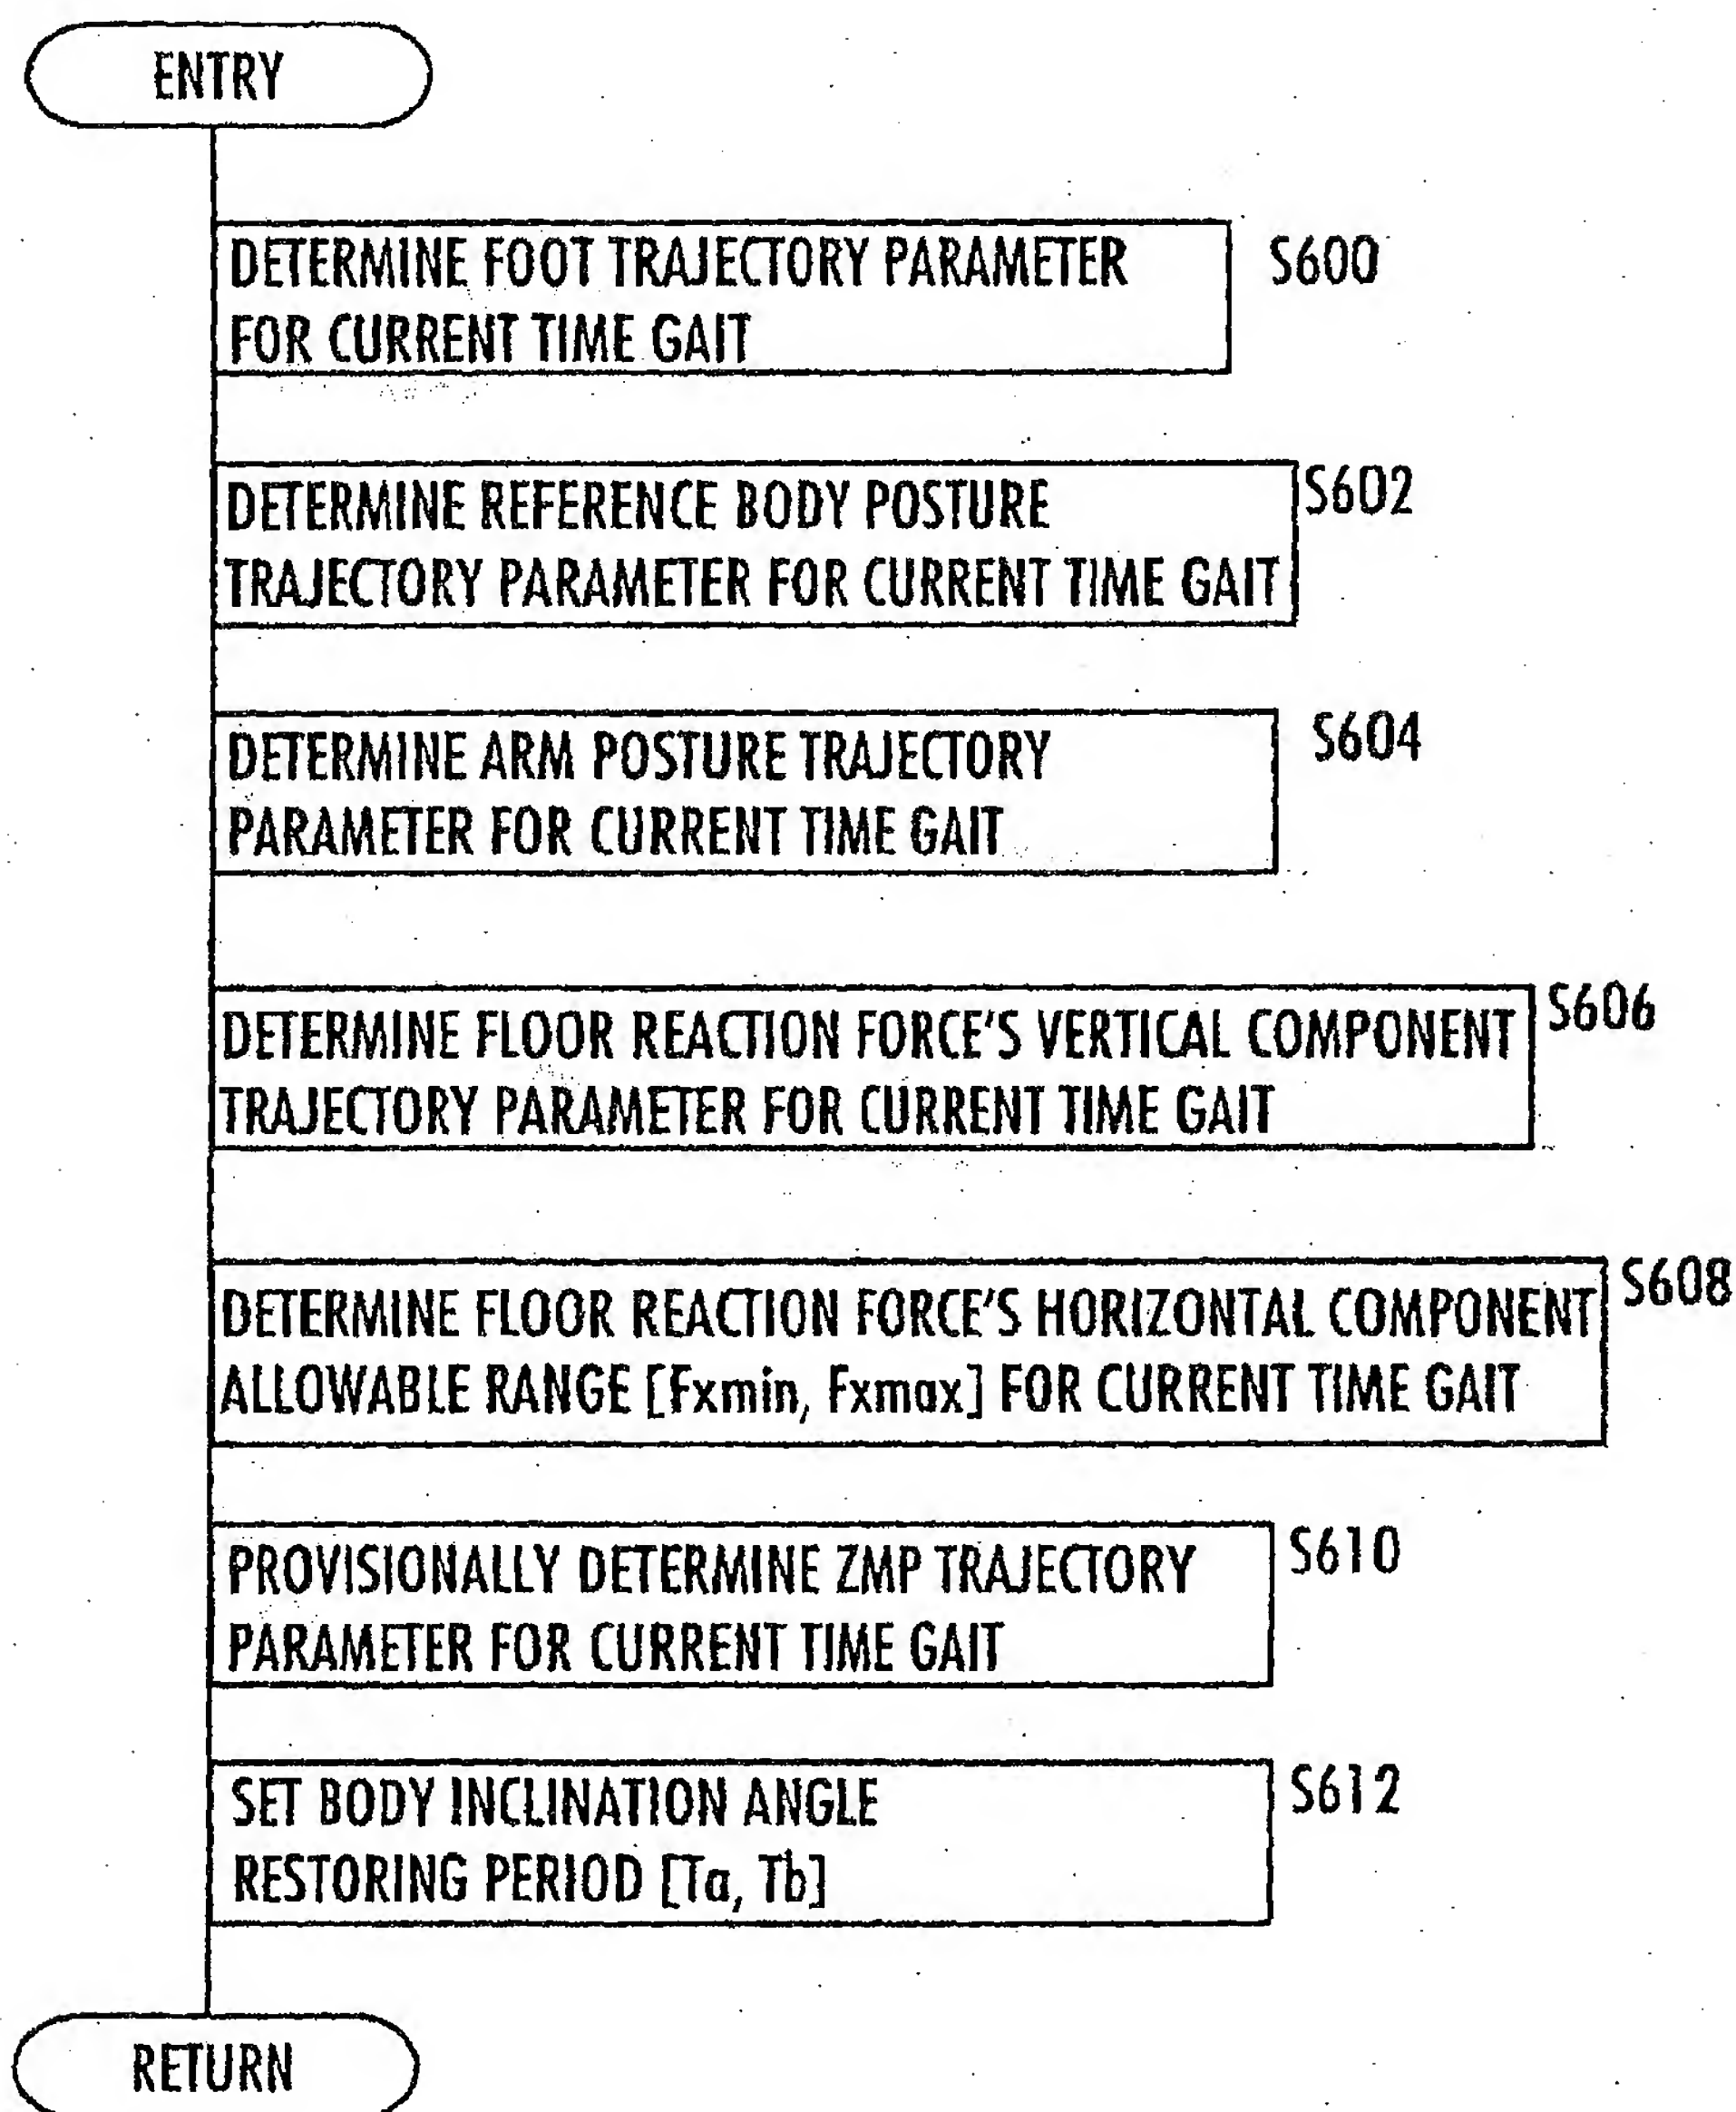 ENTRY
DETERMINE FOOT TRAJECTORY PARAMETER
FOR CURRENT TIME GAIT
S600
DETERMINE REFERENCE BODY POSTURE
TRAJECTORY PARAMETER FOR CURRENT TIME GAIT
S602
DETERMINE ARM POSTURE TRAJECTORY
PARAMETER FOR CURRENT TIME GAIT
S604
DETERMINE FLOOR REACTION FORCE'S VERTICAL COMPONENT
TRAJECTORY PARAMETER FOR CURRENT TIME GAIT
S606
DETERMINE FLOOR REACTION FORCE'S HORIZONTAL COMPONENT
ALLOWABLE RANGE [Fxmin, Fxmax] FOR CURRENT TIME GAIT
S608
PROVISIONALLY DETERMINE ZMP TRAJECTORY
PARAMETER FOR CURRENT TIME GAIT
S610
SET BODY INCLINATION ANGLE
RESTORING PERIOD [Ta, Tb]
S612
RETURN